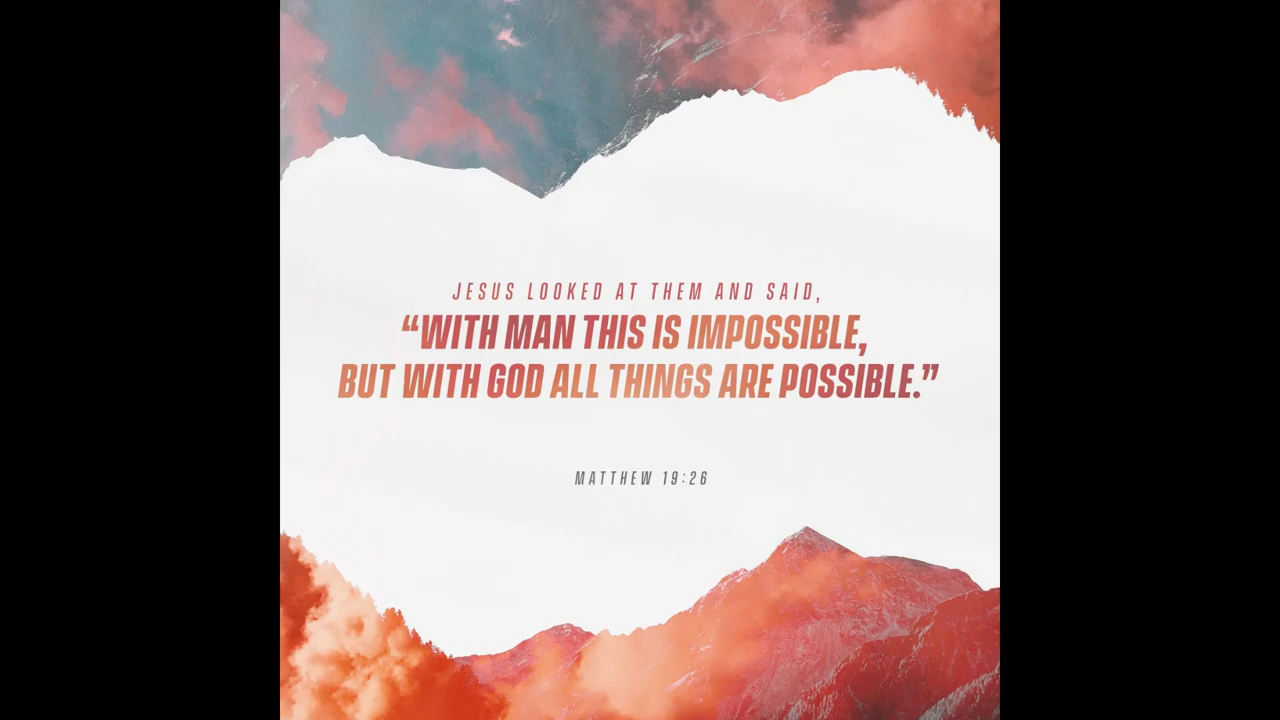 JESUS LOOKED AT THEM AND SAID,
“WITH MAN THIS IS IMPOSSIBLE,
BUT WITH GOD ALL THINGS ARE POSSIBLE.”
MATTHEW 19:26